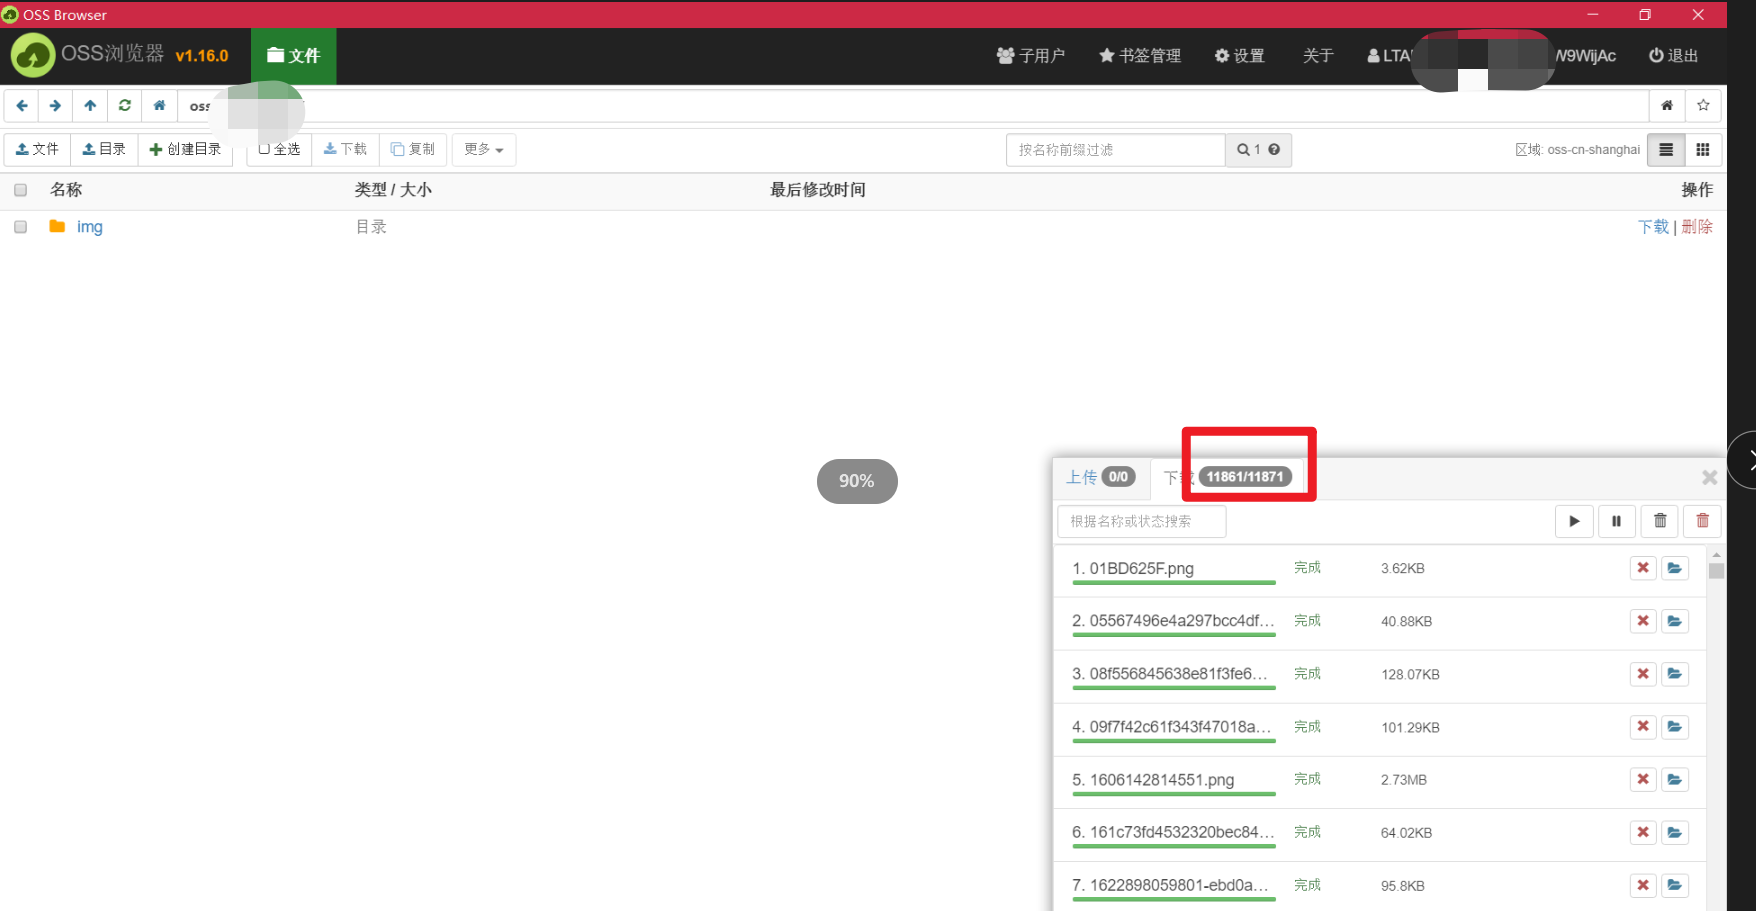 OSS Browser
OSS浏览器 v1.16.0 文件 子用户 书签管理 设置 关于 LTA W9WijAc 退出
oss
文件 目录 创建目录 全选 下载 复制 更多 按名称前缀过滤 1 区域: oss-cn-shanghai
名称 类型 / 大小 最后修改时间 操作
img 目录 下载 | 删除
90%
上传 0/0 下载 11861/11871
根据名称或状态搜索
1. 01BD625F.png 完成 3.62KB
2. 05567496e4a297bcc4df... 完成 40.88KB
3. 08f556845638e81f3fe6... 完成 128.07KB
4. 09f7f42c61f343f47018a... 完成 101.29KB
5. 1606142814551.png 完成 2.73MB
6. 161c73fd4532320bec84... 完成 64.02KB
7. 1622898059801-ebd0a... 完成 95.8KB